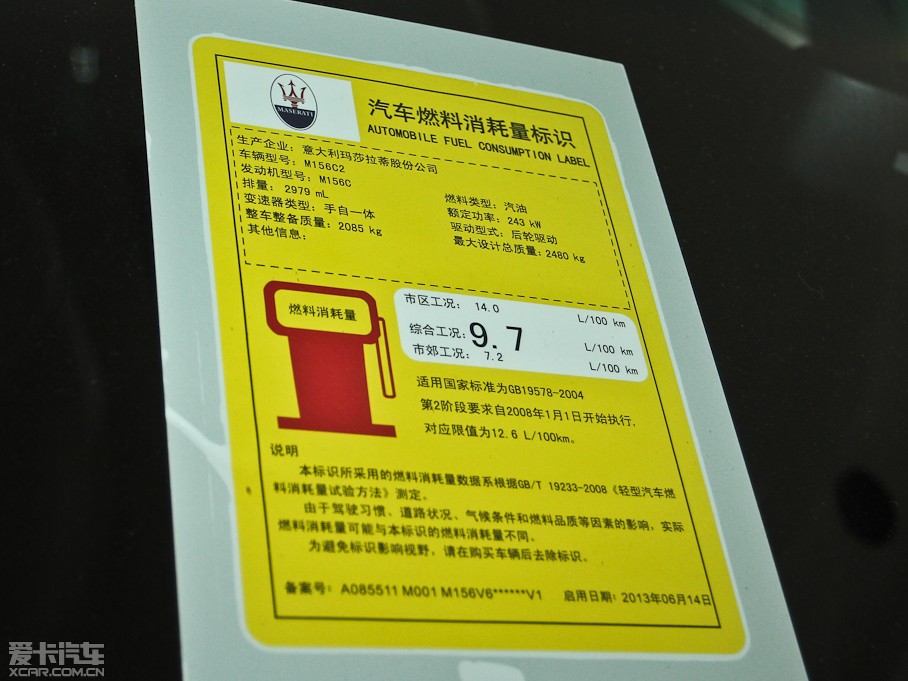 MASERATI
汽车燃料消耗量标识
AUTOMOBILE FUEL CONSUMPTION LABEL
生产企业：意大利玛莎拉蒂股份公司
车辆型号：M156C2
发动机型号：M156C
排量：2979 mL
变速器类型：手自一体
整车整备质量：2085 kg
其他信息：
燃料类型：汽油
额定功率：243 kW
驱动型式：后轮驱动
最大设计总质量：2480 kg
燃料消耗量
市区工况：14.0 L/100 km
综合工况：9.7 L/100 km
市郊工况：7.2 L/100 km
适用国家标准为GB19578-2004
第2阶段要求自2008年1月1日开始执行，
对应限值为12.6 L/100km。
说明
本标识所采用的燃料消耗量数据系根据GB/T 19233-2008《轻型汽车燃
料消耗量试验方法》测定。
由于驾驶习惯、道路状况、气候条件和燃料品质等因素的影响，实际
燃料消耗量可能与本标识的燃料消耗量不同。
为避免标识影响视野，请在购买车辆后去除标识。
备案号：A085511 M001 M156V6******V1 启用日期：2013年06月14日
爱卡汽车
XCAR.COM.CN